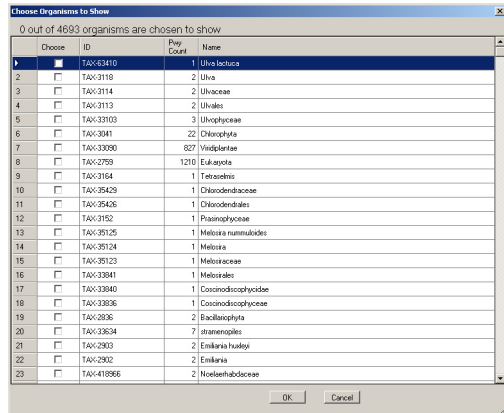 Choose Organisms to Show
0 out of 4693 organisms are chosen to show
Choose ID Pwy Count Name
TAX-63410 1 Ulva lactuca
2 TAX-3118 2 Ulva
3 TAX-3114 2 Ulvaceae
4 TAX-3113 2 Ulvales
5 TAX-33103 3 Ulvophyceae
6 TAX-3041 22 Chlorophyta
7 TAX-33090 827 Viridiplantae
8 TAX-2759 1210 Eukaryota
9 TAX-3164 1 Tetraselmis
10 TAX-35429 1 Chlorodendraceae
11 TAX-35426 1 Chlorodendrales
12 TAX-3152 1 Prasinophyceae
13 TAX-35125 1 Melosira nummuloides
14 TAX-35124 1 Melosira
15 TAX-35123 1 Melosiraceae
16 TAX-33841 1 Melosirales
17 TAX-33840 1 Coscinodiscophycidae
18 TAX-33836 1 Coscinodiscophyceae
19 TAX-2836 2 Bacillariophyta
20 TAX-33634 7 stramenopiles
21 TAX-2903 2 Emiliania huxleyi
22 TAX-2902 2 Emiliania
23 TAX-418966 2 Noelaerhabdaceae
OK Cancel